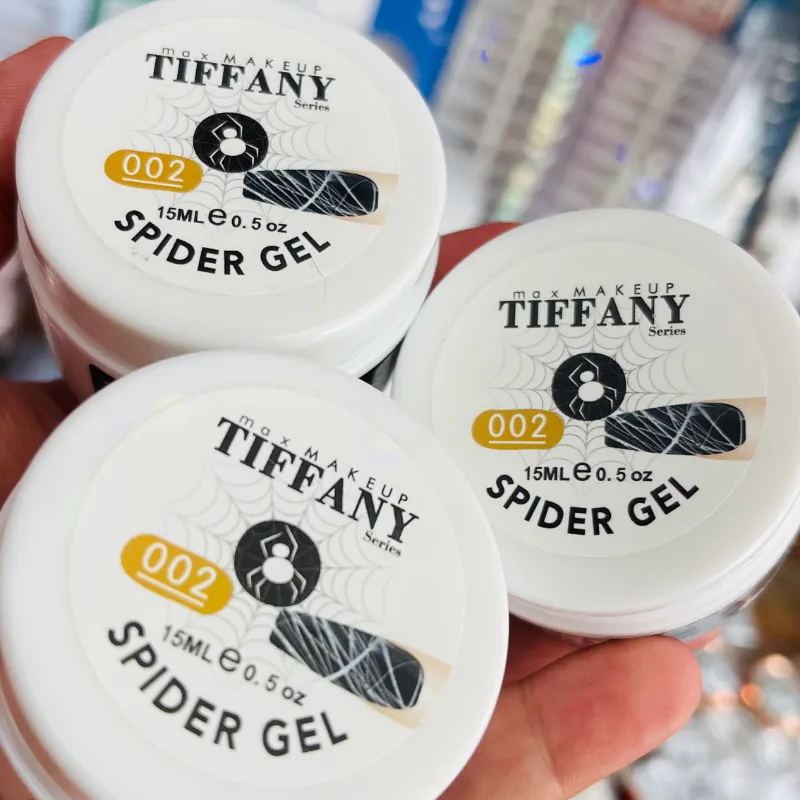 max MAKEUP
TIFFANY
Series
002
15ML e 0.5 oz
SPIDER GEL
max MAKEUP
TIFFANY
Series
002
15ML e 0.5 oz
SPIDER GEL
max MAKEUP
TIFFANY
Series
002
15ML e 0.5 oz
SPIDER GEL